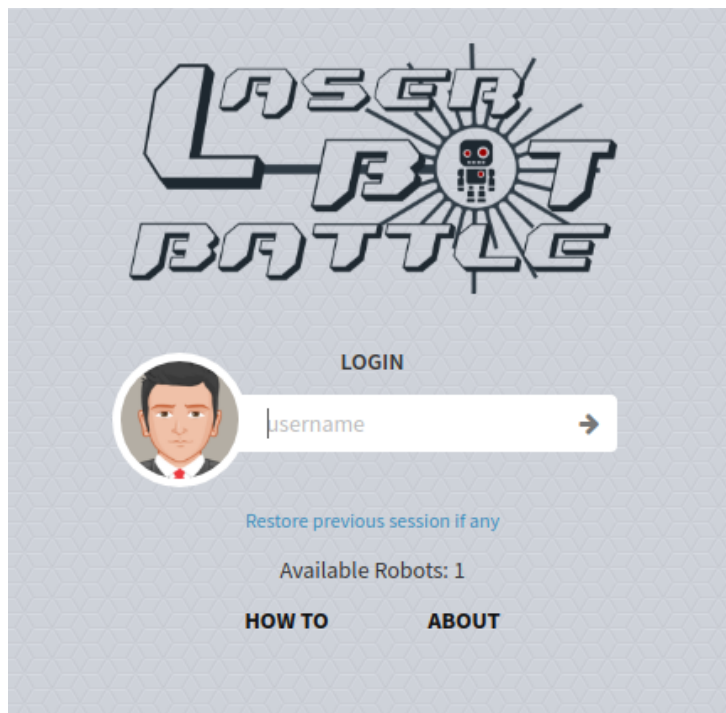 LASER
BOT
BATTLE
LOGIN
username
Restore previous session if any
Available Robots: 1
HOW TO ABOUT